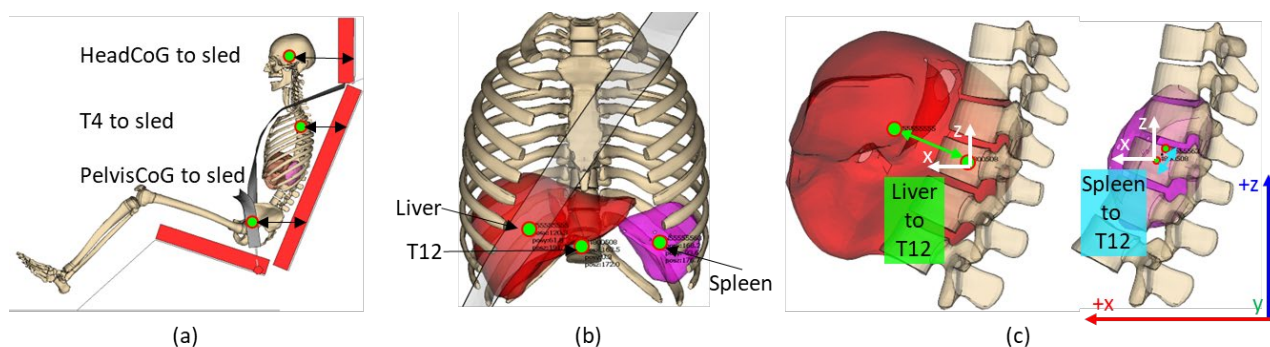 HeadCoG to sled
T4 to sled
PelvisCoG to sled
(a)
Liver
T12
Spleen
(b)
z
x
Liver
to
T12
z
x
Spleen
to
T12
+z
+x
y
(c)